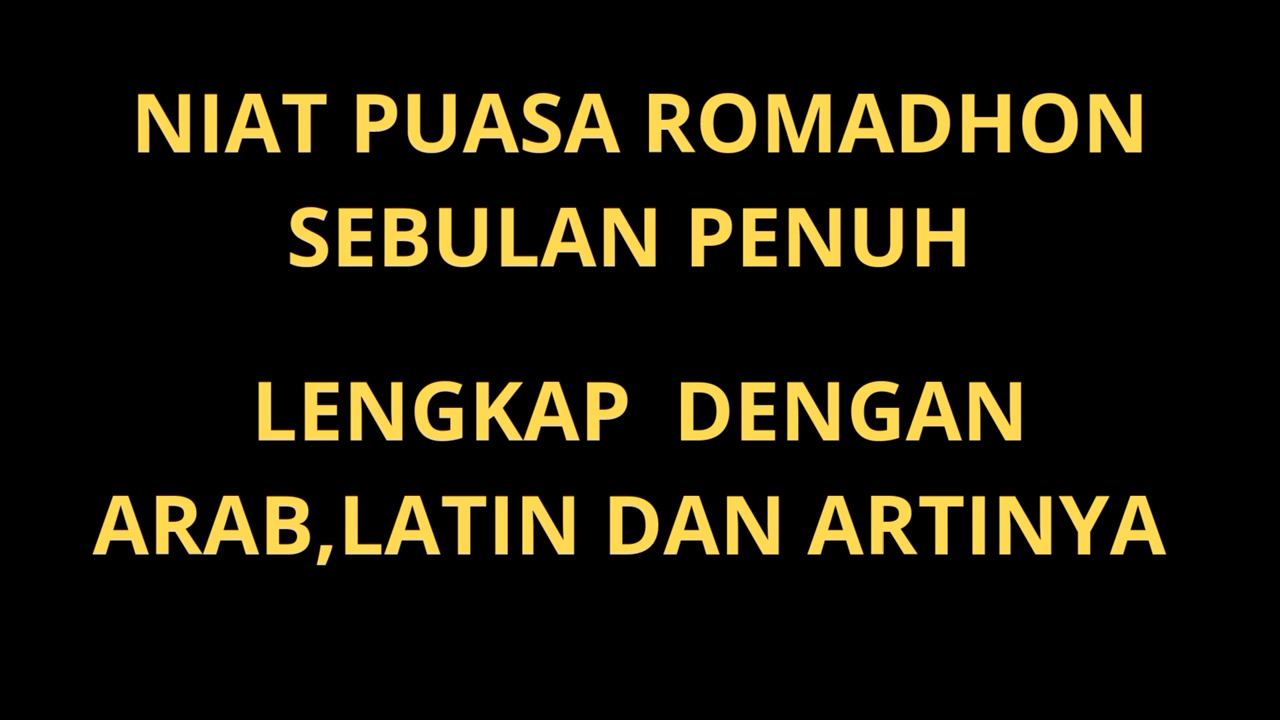 NIAT PUASA ROMADHON
SEBULAN PENUH
LENGKAP  DENGAN
ARAB,LATIN DAN ARTINYA